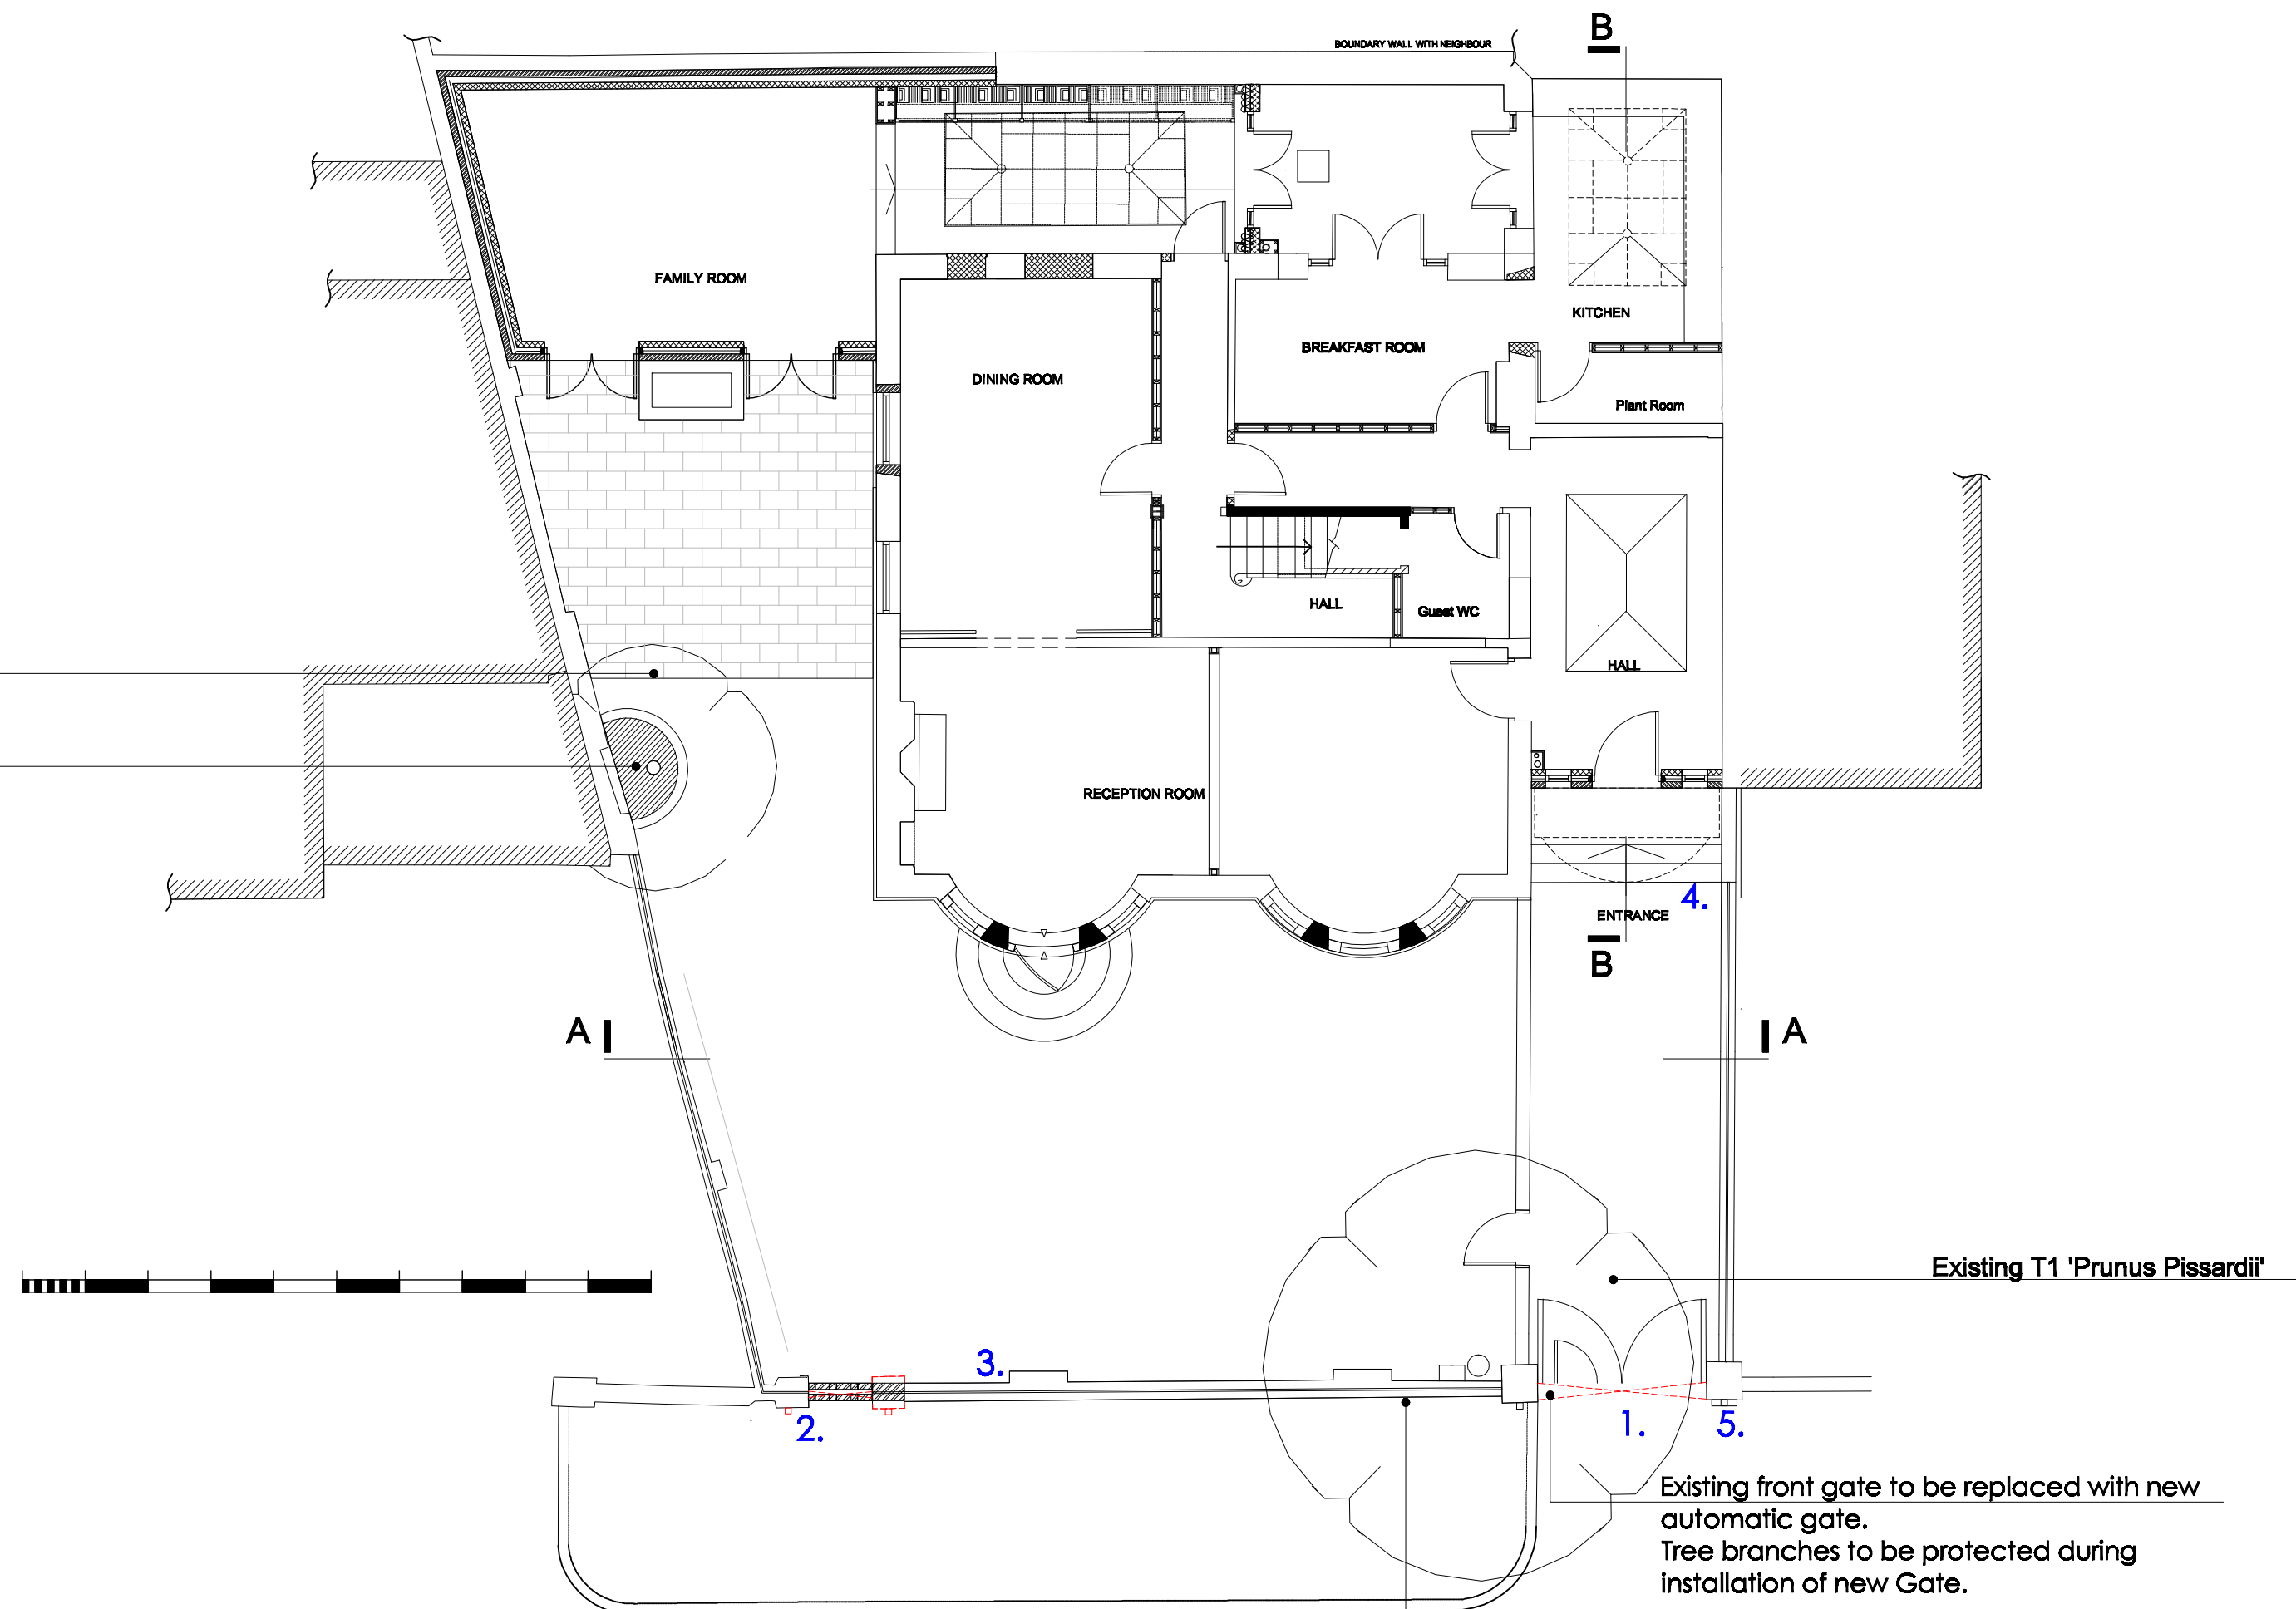 B
BOUNDARY WALL WITH NEIGHBOUR
FAMILY ROOM
KITCHEN
BREAKFAST ROOM
DINING ROOM
Plant Room
HALL
Guest WC
HALL
RECEPTION ROOM
4.
ENTRANCE
B
A
A
Existing T1 'Prunus Pissardii'
3.
2.
1.
5.
Existing front gate to be replaced with new
automatic gate.
Tree branches to be protected during
installation of new Gate.